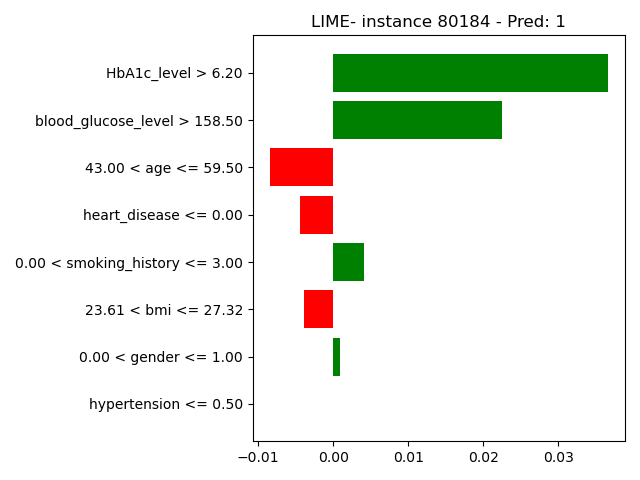 LIME- instance 80184 - Pred: 1
HbA1c_level > 6.20
blood_glucose_level > 158.50
43.00 < age <= 59.50
heart_disease <= 0.00
0.00 < smoking_history <= 3.00
23.61 < bmi <= 27.32
0.00 < gender <= 1.00
hypertension <= 0.50
−0.01 0.00 0.01 0.02 0.03